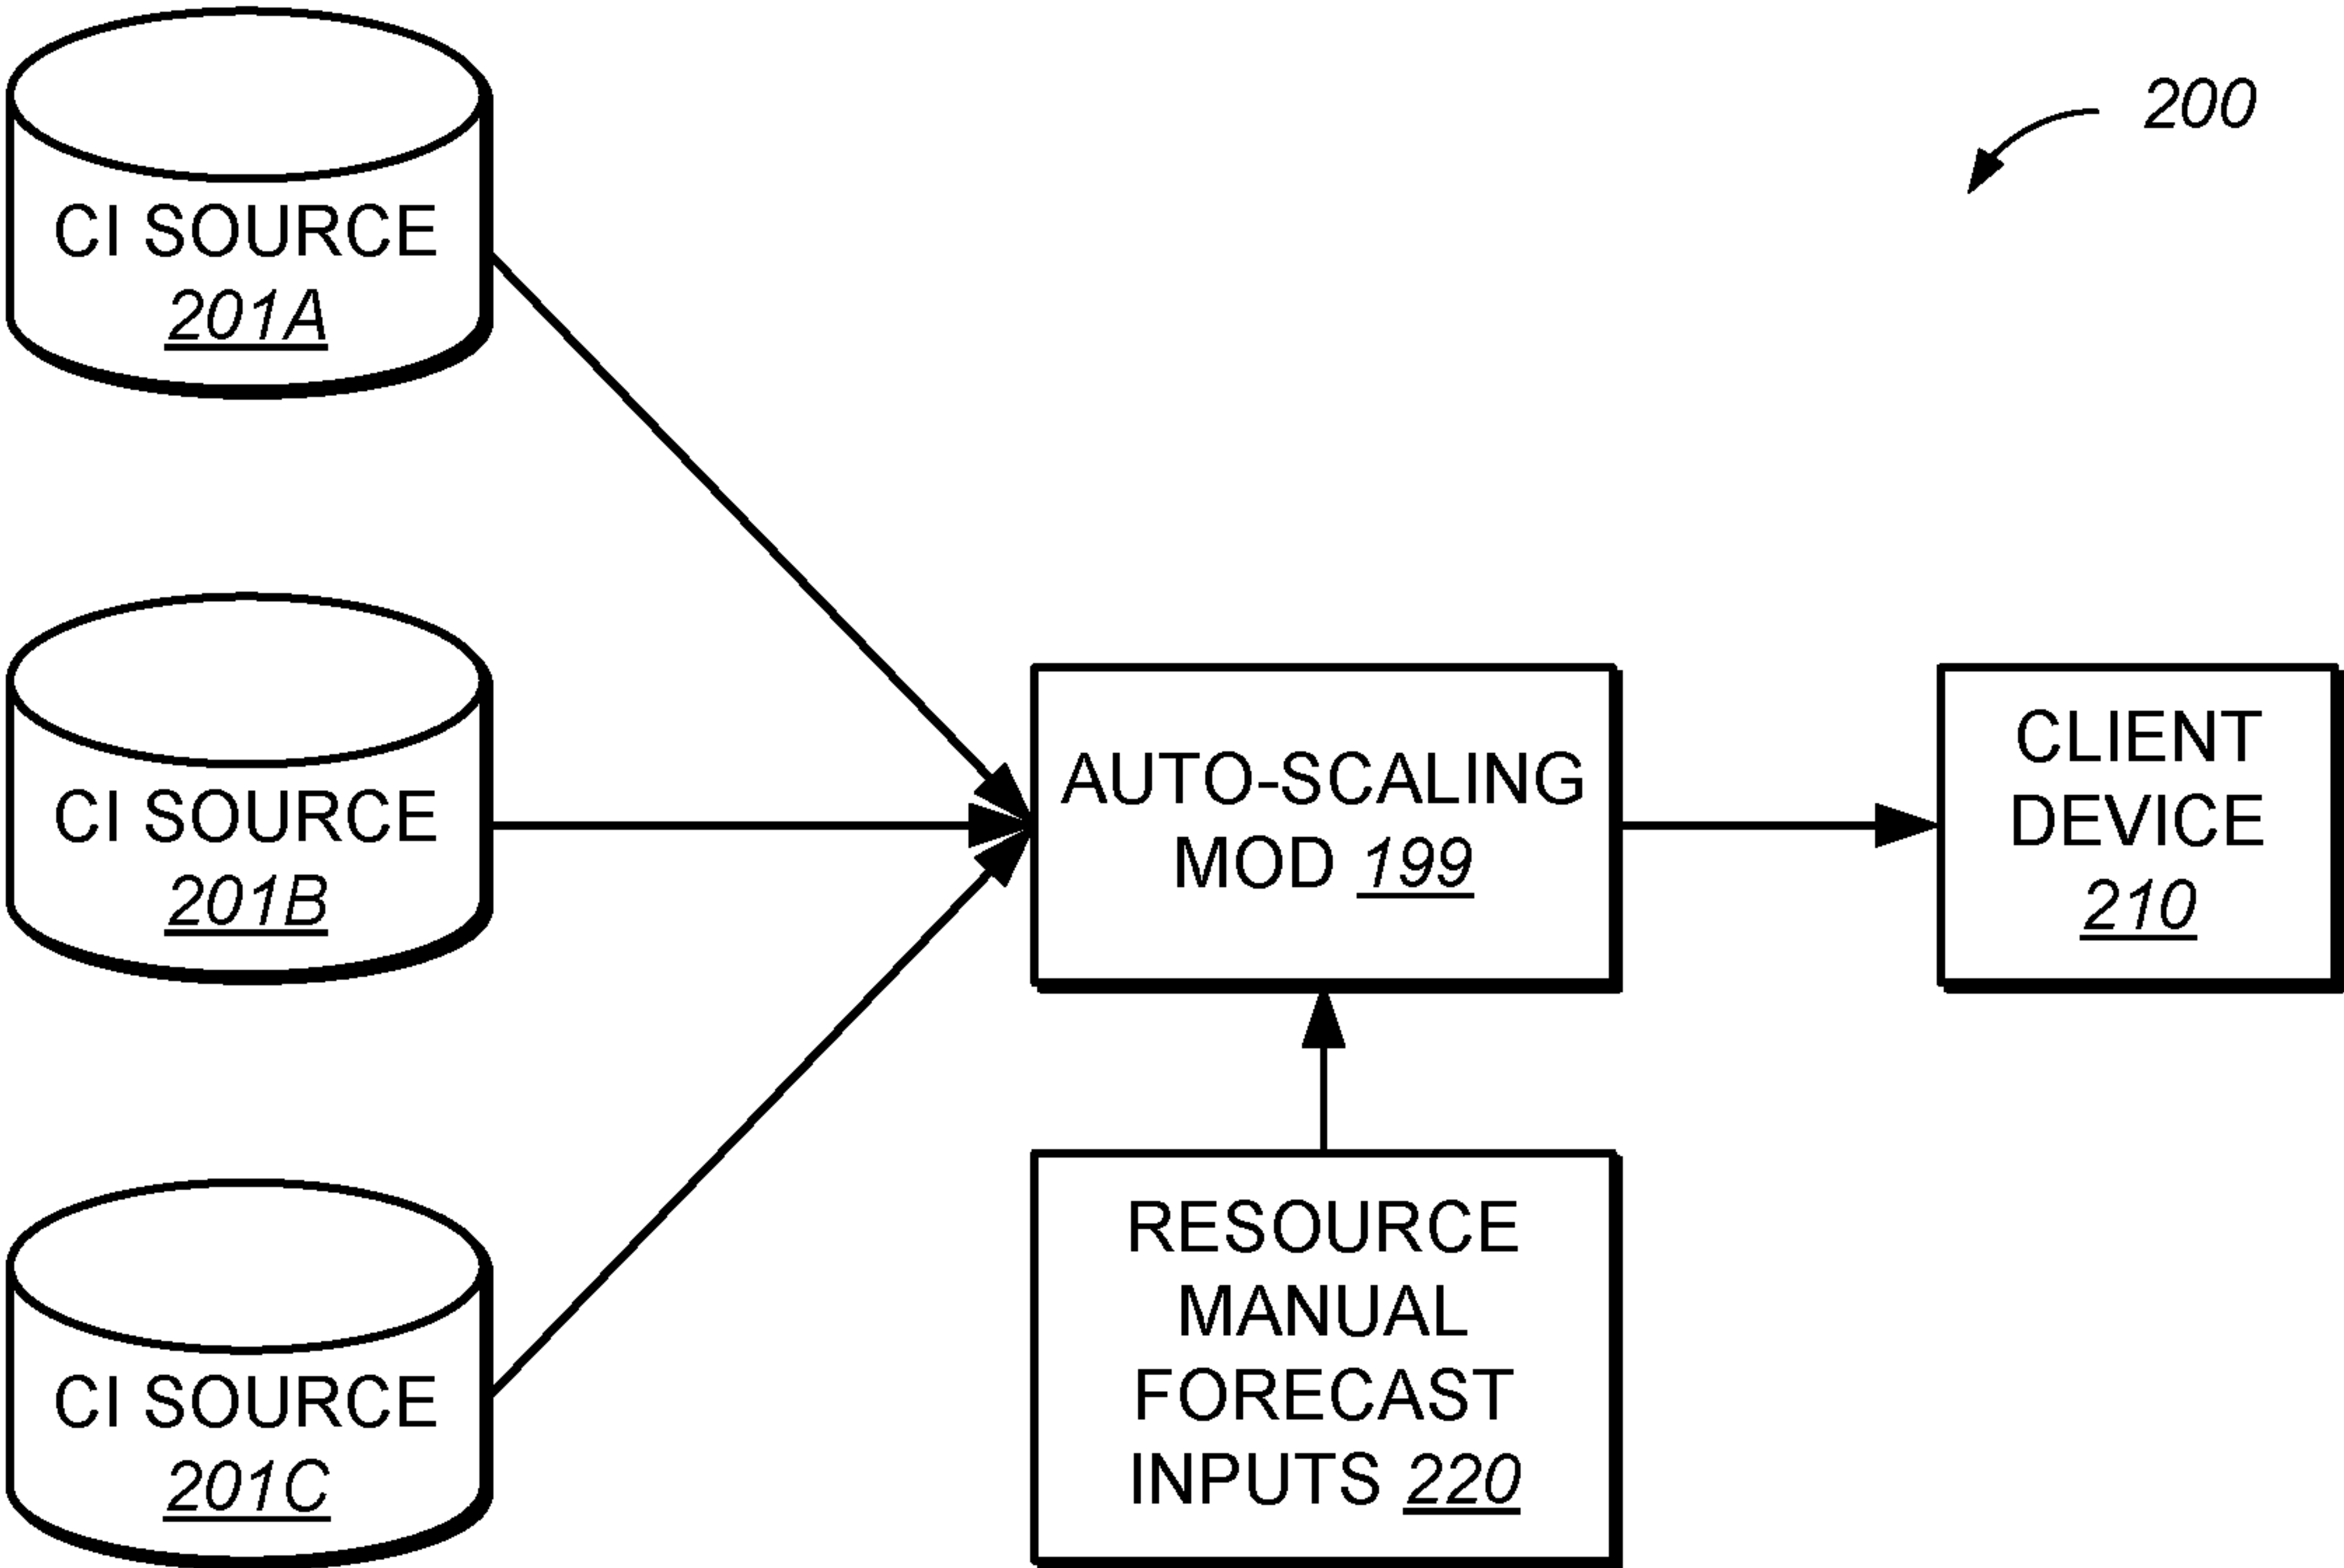 200
CI SOURCE
201A
CI SOURCE
201B
CI SOURCE
201C
AUTO-SCALING
MOD 199
CLIENT
DEVICE
210
RESOURCE
MANUAL
FORECAST
INPUTS 220